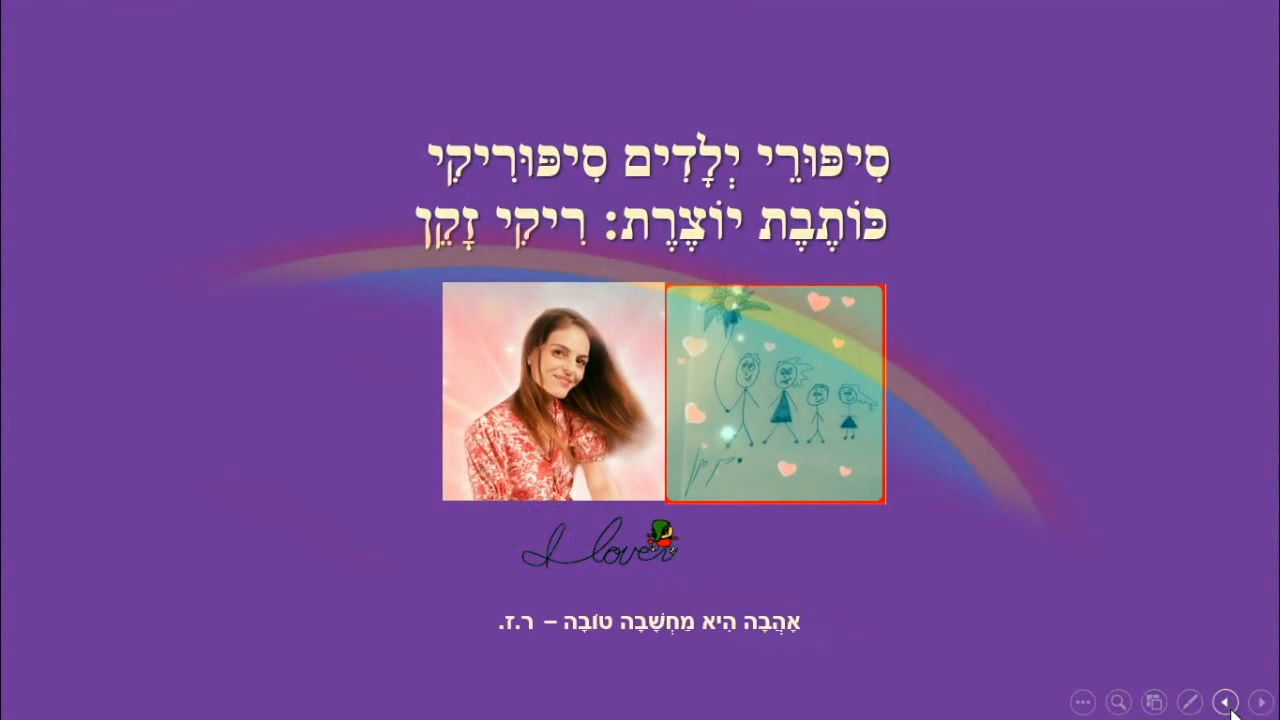 סִיפּוּרֵי יְלָדִים סִיפּוּרִיקִי
כּוֹתֶבֶת יוֹצֶרֶת: רִיקִי זָקֵן
I love
אַהֲבָה הִיא מַחְשָׁבָה טוֹבָה – ר.ז.